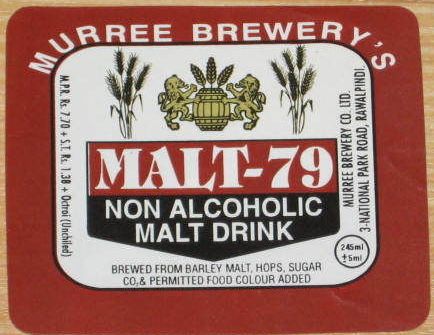 MURREE BREWERY'S
M.P.R. Rs. 7.70 + S.T. Rs. 1.38 + Octroi (Unchiled)
MALT-79
NON ALCOHOLIC
MALT DRINK
BREWED FROM BARLEY MALT, HOPS, SUGAR
CO₂ & PERMITTED FOOD COLOUR ADDED
MURREE BREWERY CO. LTD.
3-NATIONAL PARK ROAD, RAWALPINDI.
245ml
±5ml